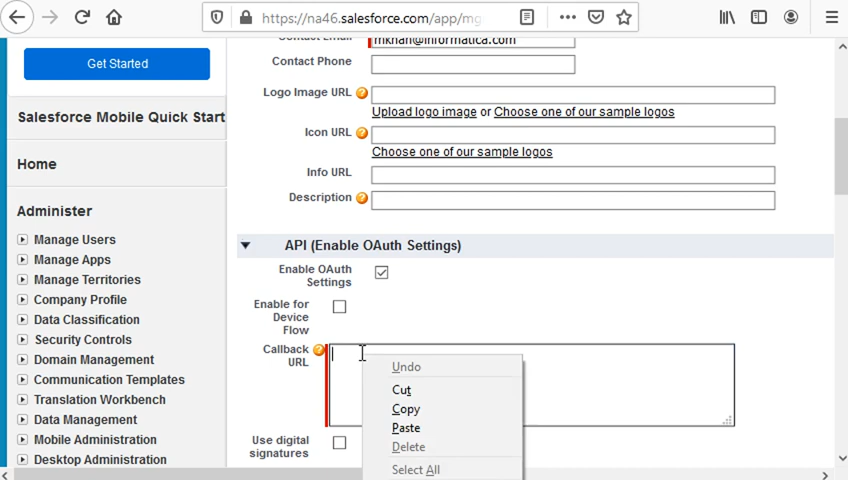 https://na46.salesforce.com/app/mg
Get Started
Salesforce Mobile Quick Start
Home
Administer
Manage Users
Manage Apps
Manage Territories
Company Profile
Data Classification
Security Controls
Domain Management
Communication Templates
Translation Workbench
Data Management
Mobile Administration
Desktop Administration
Contact Email mkhan@informatica.com
Contact Phone
Logo Image URL ?
Upload logo image or Choose one of our sample logos
Icon URL ?
Choose one of our sample logos
Info URL
Description ?
API (Enable OAuth Settings)
Enable OAuth
Settings
Enable for
Device
Flow
Callback ?
URL
Undo
Cut
Copy
Paste
Delete
Select All
Use digital
signatures